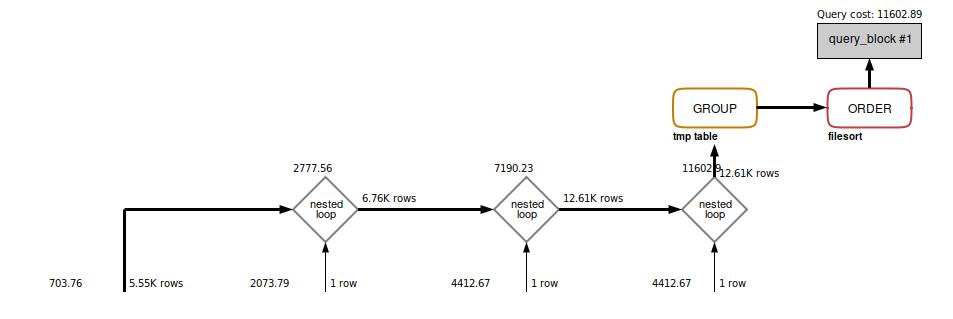 Query cost: 11602.89
query_block #1
GROUP
ORDER
tmp table
filesort
2777.56
7190.23
11602.9
12.61K rows
nested
loop
6.76K rows
nested
loop
12.61K rows
nested
loop
703.76
5.55K rows
2073.79
1 row
4412.67
1 row
4412.67
1 row